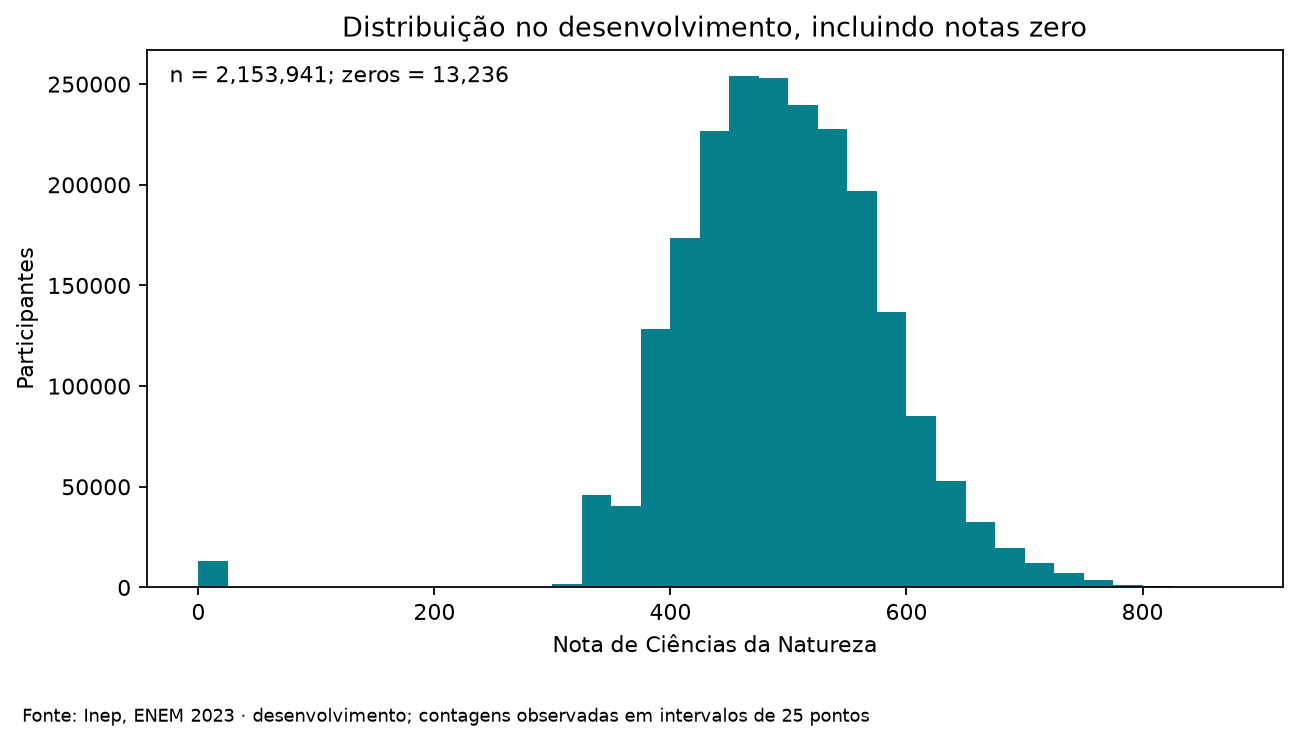 Distribuição no desenvolvimento, incluindo notas zero
n = 2,153,941; zeros = 13,236
250000
200000
150000
100000
50000
0
Participantes
0 200 400 600 800
Nota de Ciências da Natureza
Fonte: Inep, ENEM 2023 · desenvolvimento; contagens observadas em intervalos de 25 pontos